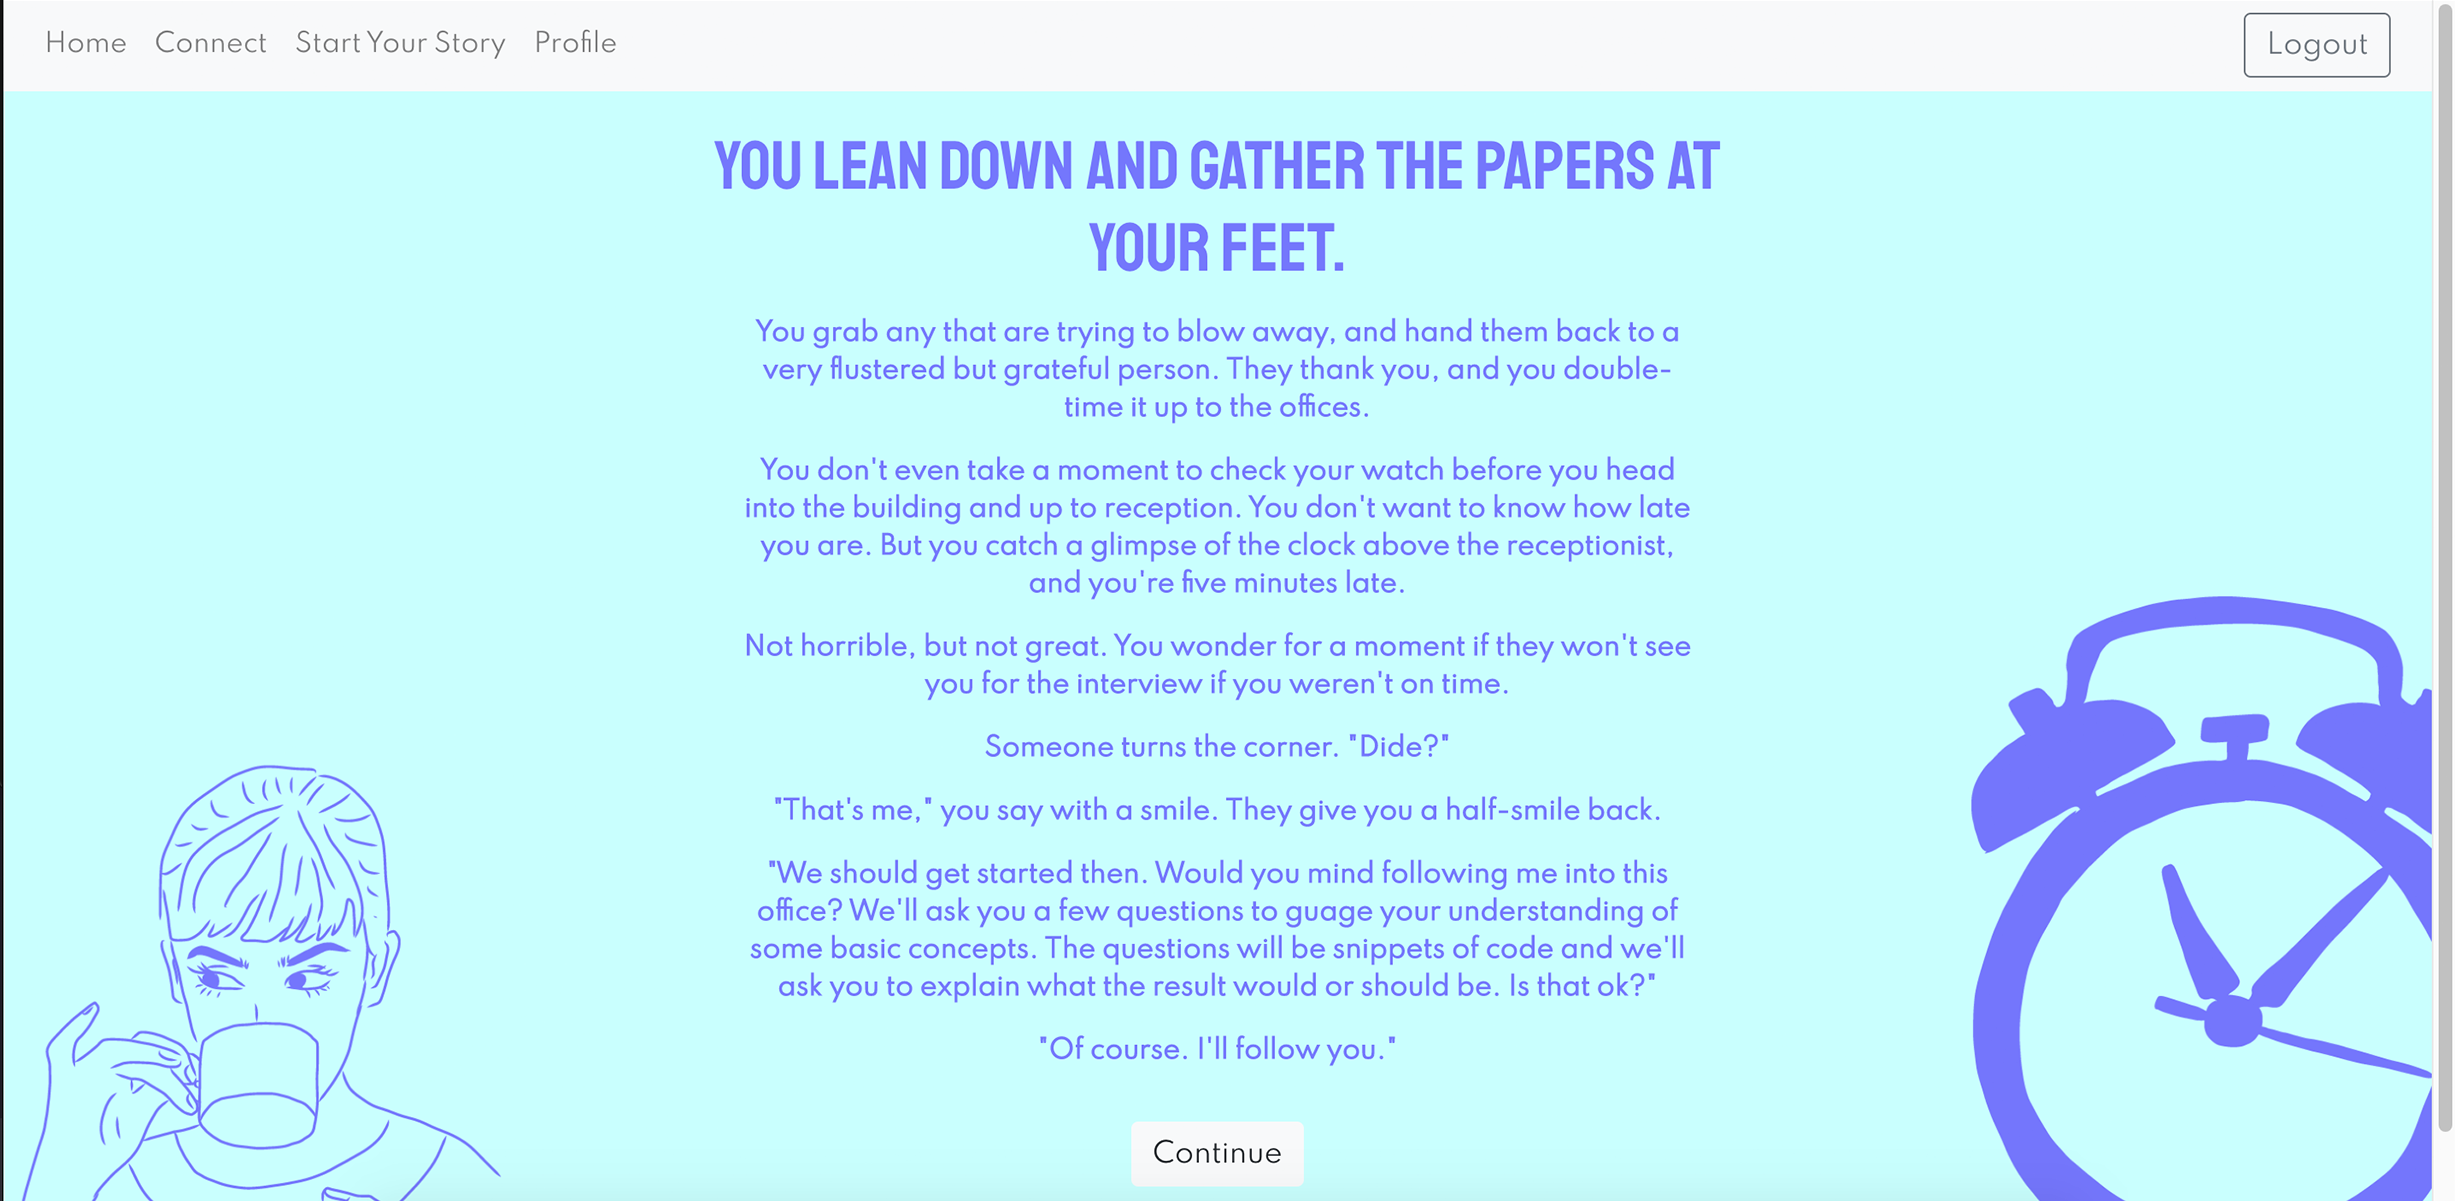 Home Connect Start Your Story Profile Logout
YOU LEAN DOWN AND GATHER THE PAPERS AT
YOUR FEET.
You grab any that are trying to blow away, and hand them back to a
very flustered but grateful person. They thank you, and you double-
time it up to the offices.
You don't even take a moment to check your watch before you head
into the building and up to reception. You don't want to know how late
you are. But you catch a glimpse of the clock above the receptionist,
and you're five minutes late.
Not horrible, but not great. You wonder for a moment if they won't see
you for the interview if you weren't on time.
Someone turns the corner. "Dide?"
"That's me," you say with a smile. They give you a half-smile back.
"We should get started then. Would you mind following me into this
office? We'll ask you a few questions to guage your understanding of
some basic concepts. The questions will be snippets of code and we'll
ask you to explain what the result would or should be. Is that ok?"
"Of course. I'll follow you."
Continue